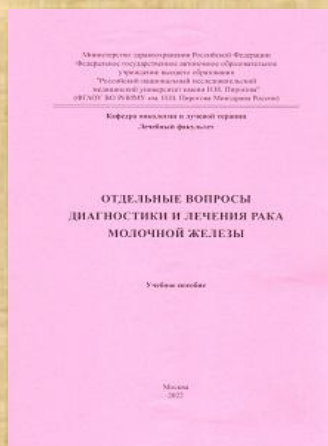 Министерство здравоохранения Российской Федерации
Федеральное государственное автономное образовательное
учреждение высшего образования
"Российский национальный исследовательский
медицинский университет имени Н.И. Пирогова"
(ФГАОУ ВО РНИМУ им. Н.И. Пирогова Минздрава России)
Кафедра онкологии и лучевой терапии
Лечебный факультет
ОТДЕЛЬНЫЕ ВОПРОСЫ
ДИАГНОСТИКИ И ЛЕЧЕНИЯ РАКА
МОЛОЧНОЙ ЖЕЛЕЗЫ
Учебное пособие
Москва
2022